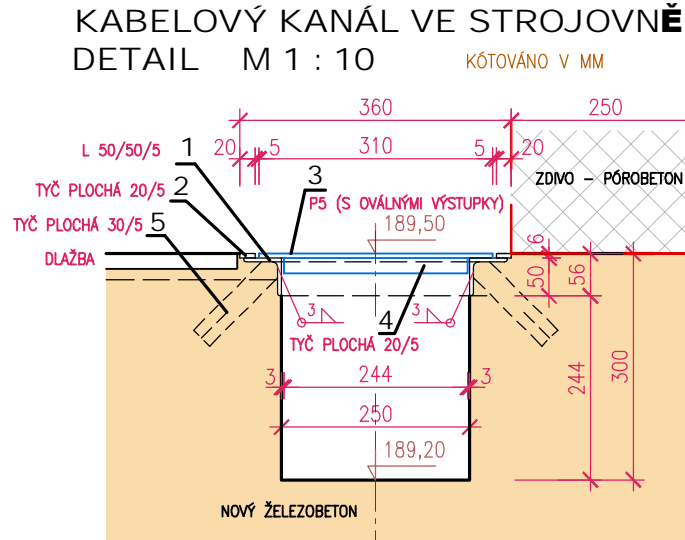 KABELOVÝ KANÁL VE STROJOVNĚ
DETAIL M 1 : 10
KÓTOVÁNO V MM
360
250
20
5
310
5
20
L 50/50/5
1
3
ZDIVO – PÓROBETON
TYČ PLOCHÁ 20/5
2
P5 (S OVÁLNÝMI VÝSTUPKY)
TYČ PLOCHÁ 30/5
5
189,50
DLAŽBA
6
50
56
3
4
3
TYČ PLOCHÁ 20/5
3
244
3
244
300
250
189,20
NOVÝ ŽELEZOBETON